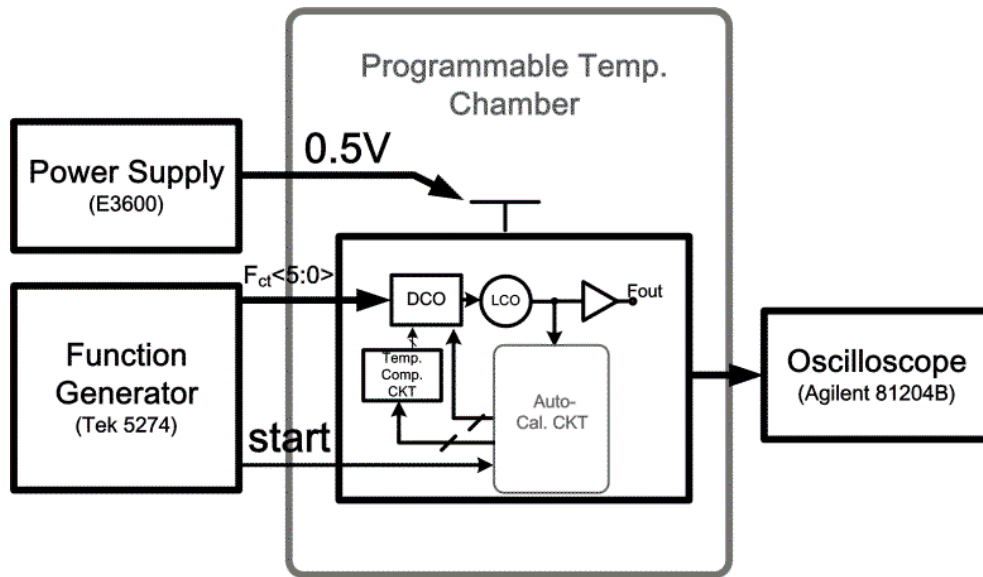 Programmable Temp.
Chamber
0.5V
Power Supply
(E3600)
F_ct<5:0>
DCO
LCO
Fout
Function
Generator
(Tek 5274)
Temp.
Comp.
CKT
Auto-
Cal. CKT
Oscilloscope
(Agilent 81204B)
start